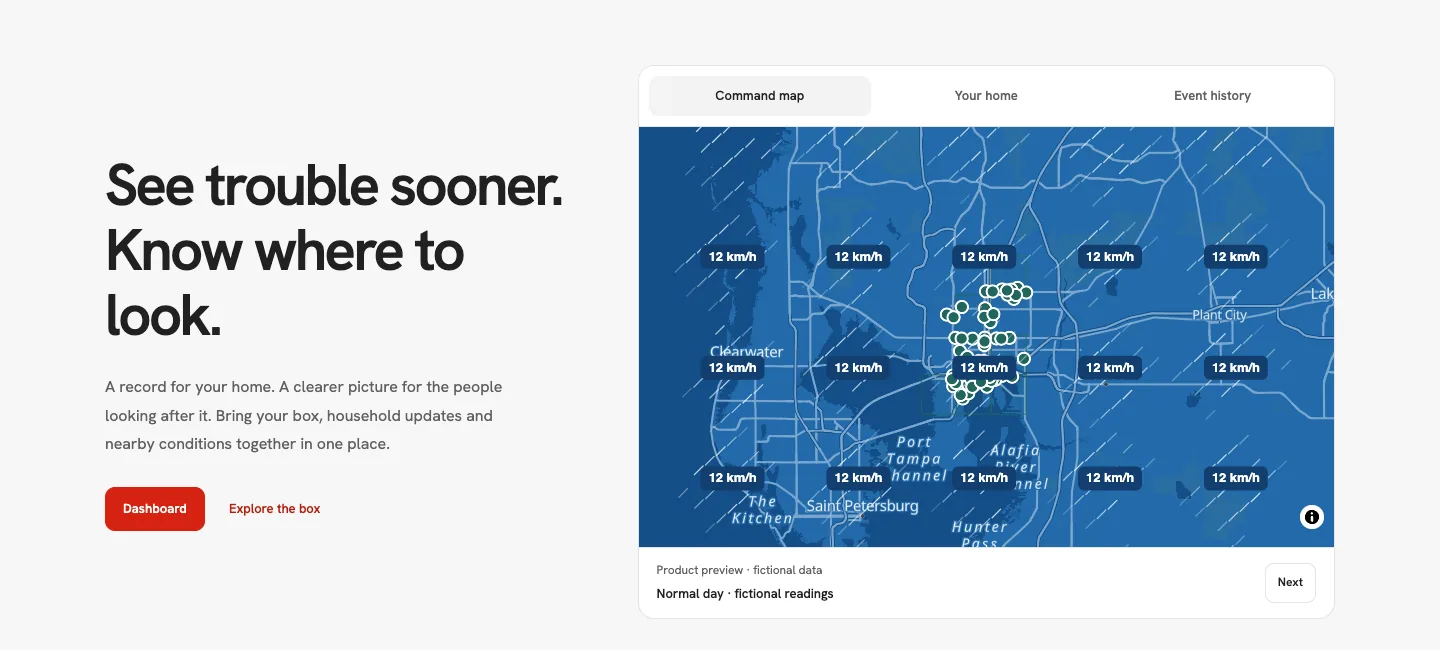 See trouble sooner.
Know where to
look.
A record for your home. A clearer picture for the people
looking after it. Bring your box, household updates and
nearby conditions together in one place.
Dashboard
Explore the box
Command map
Your home
Event history
12 km/h
12 km/h
12 km/h
12 km/h
12 km/h
Lak
Plant City
Clearwater
12 km/h
12 km/h
12 km/h
12 km/h
12 km/h
Port
Tampa
hannel
Alafia
River
nnel
12 km/h
12 km/h
12 km/h
12 km/h
12 km/h
The
Kitchen
Saint Petersburg
Hunter
Pass
Product preview · fictional data
Normal day · fictional readings
Next